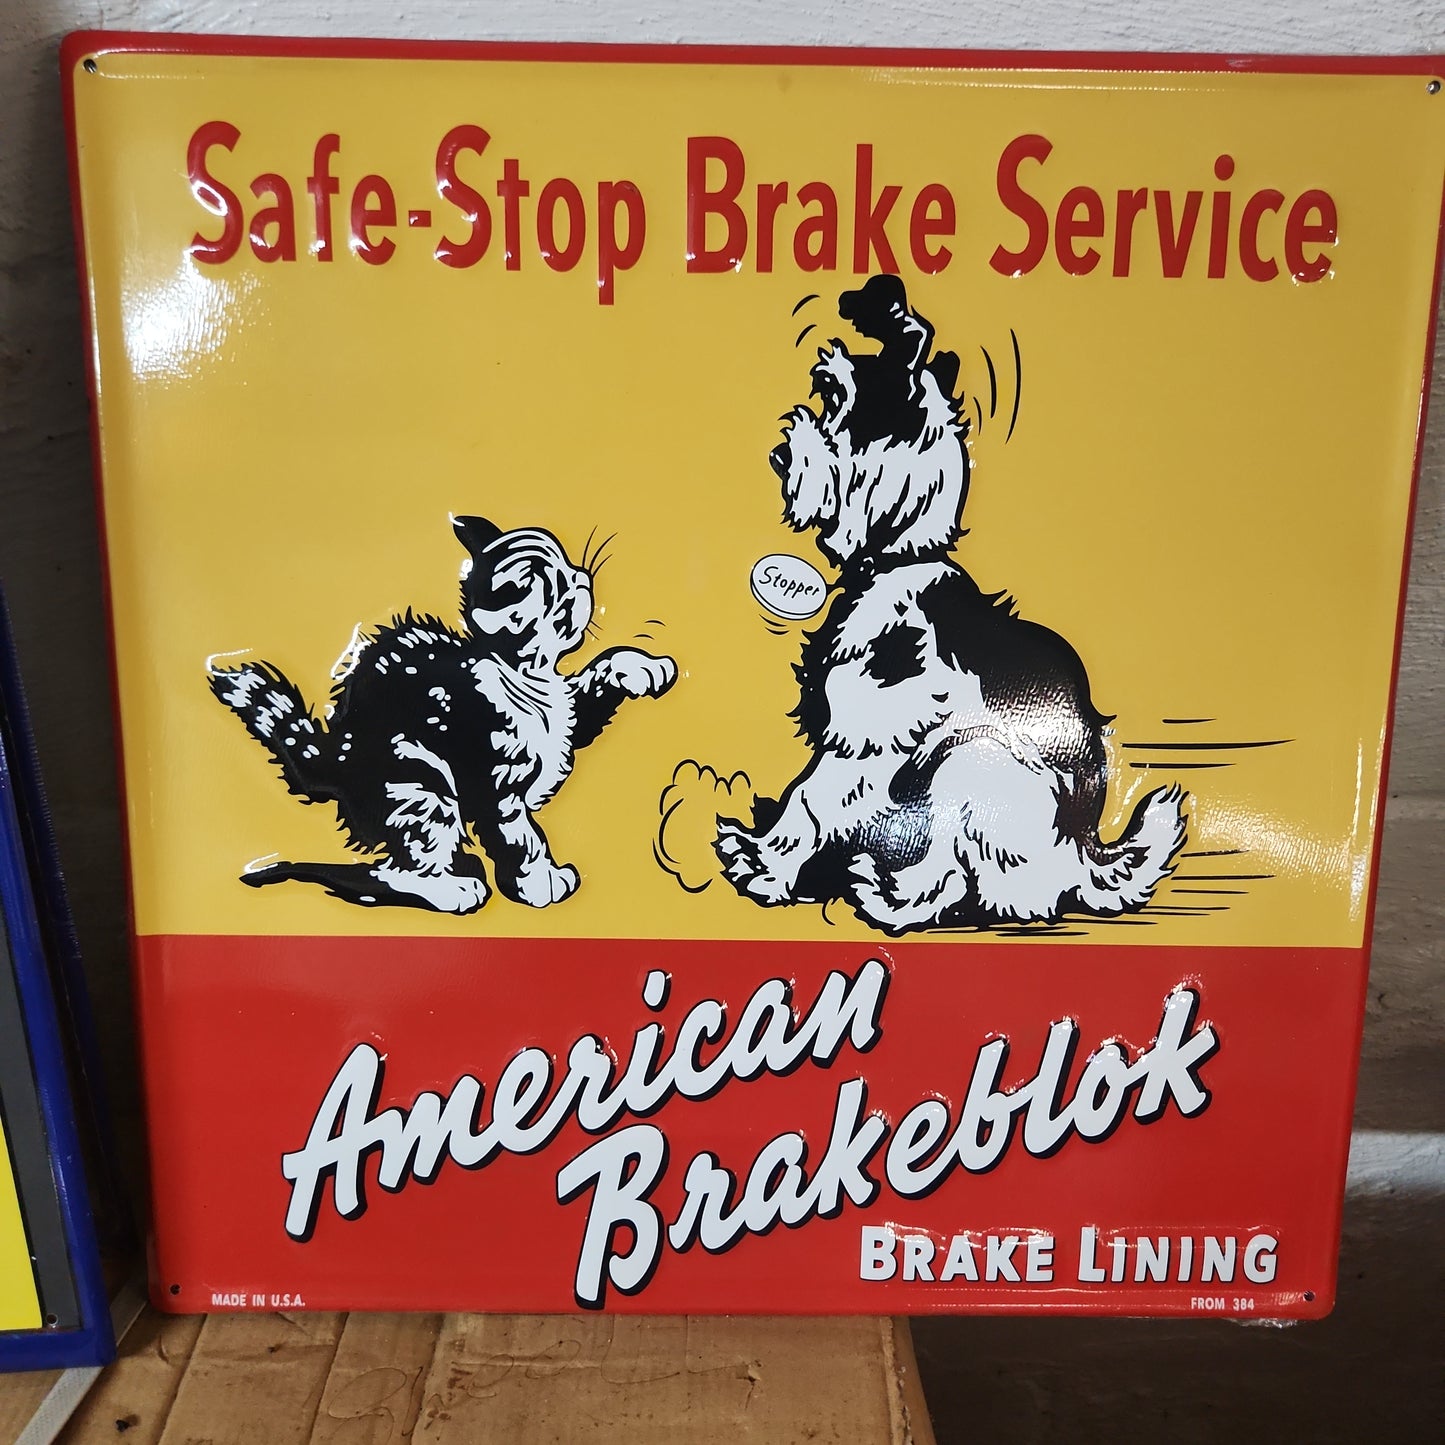 Safe-Stop Brake Service
Stopper
American
Brakeblok
BRAKE LINING
MADE IN U.S.A.
FROM 384